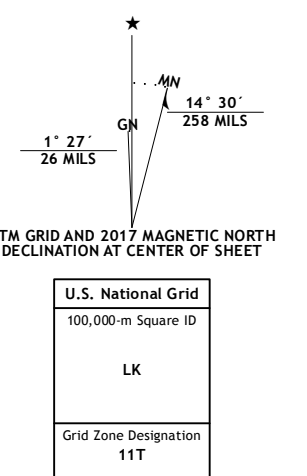 MN
GN
14° 30´
258 MILS
1° 27´
26 MILS
TM GRID AND 2017 MAGNETIC NORTH
DECLINATION AT CENTER OF SHEET
U.S. National Grid
100,000-m Square ID
LK
Grid Zone Designation
11T